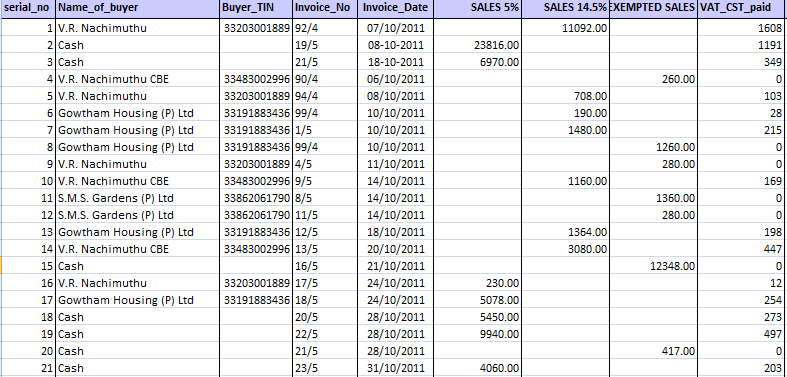 serial_no Name_of_buyer Buyer_TIN Invoice_No Invoice_Date SALES 5% SALES 14.5% EXEMPTED SALES VAT_CST_paid
1 V.R. Nachimuthu 33203001889 92/4 07/10/2011 11092.00 1608
2 Cash 19/5 08-10-2011 23816.00 1191
3 Cash 21/5 18-10-2011 6970.00 349
4 V.R. Nachimuthu CBE 33483002996 90/4 06/10/2011 260.00 0
5 V.R. Nachimuthu 33203001889 94/4 08/10/2011 708.00 103
6 Gowtham Housing (P) Ltd 33191883436 99/4 10/10/2011 190.00 28
7 Gowtham Housing (P) Ltd 33191883436 1/5 10/10/2011 1480.00 215
8 Gowtham Housing (P) Ltd 33191883436 99/4 10/10/2011 1260.00 0
9 V.R. Nachimuthu 33203001889 4/5 11/10/2011 280.00 0
10 V.R. Nachimuthu CBE 33483002996 9/5 14/10/2011 1160.00 169
11 S.M.S. Gardens (P) Ltd 33862061790 8/5 14/10/2011 1360.00 0
12 S.M.S. Gardens (P) Ltd 33862061790 11/5 14/10/2011 280.00 0
13 Gowtham Housing (P) Ltd 33191883436 12/5 18/10/2011 1364.00 198
14 V.R. Nachimuthu CBE 33483002996 13/5 20/10/2011 3080.00 447
15 Cash 16/5 21/10/2011 12348.00 0
16 V.R. Nachimuthu 33203001889 17/5 24/10/2011 230.00 12
17 Gowtham Housing (P) Ltd 33191883436 18/5 24/10/2011 5078.00 254
18 Cash 20/5 28/10/2011 5450.00 273
19 Cash 22/5 28/10/2011 9940.00 497
20 Cash 21/5 28/10/2011 417.00 0
21 Cash 23/5 31/10/2011 4060.00 203